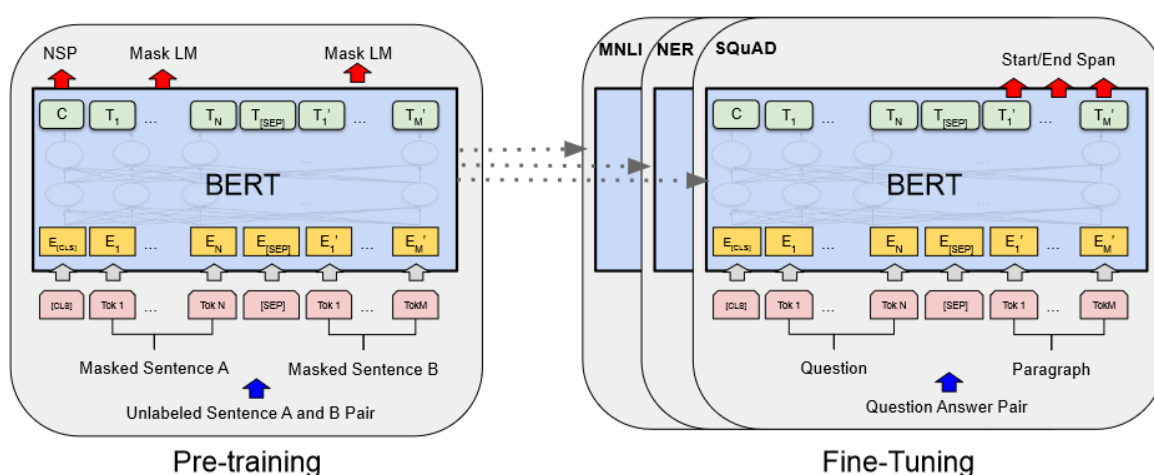 NSP Mask LM Mask LM
C T1 ... TN T[SEP] T1' ... TM'
...
BERT
...
E[CLS] E1 ... EN E[SEP] E1' ... EM'
[CLS] Tok 1 ... Tok N [SEP] Tok 1 ... TokM
Masked Sentence A Masked Sentence B
Unlabeled Sentence A and B Pair
Pre-training
MNLI NER SQuAD
Start/End Span
C T1 ... TN T[SEP] T1' ... TM'
...
BERT
...
E[CLS] E1 ... EN E[SEP] E1' ... EM'
[CLS] Tok 1 ... Tok N [SEP] Tok 1 ... TokM
Question Paragraph
Question Answer Pair
Fine-Tuning